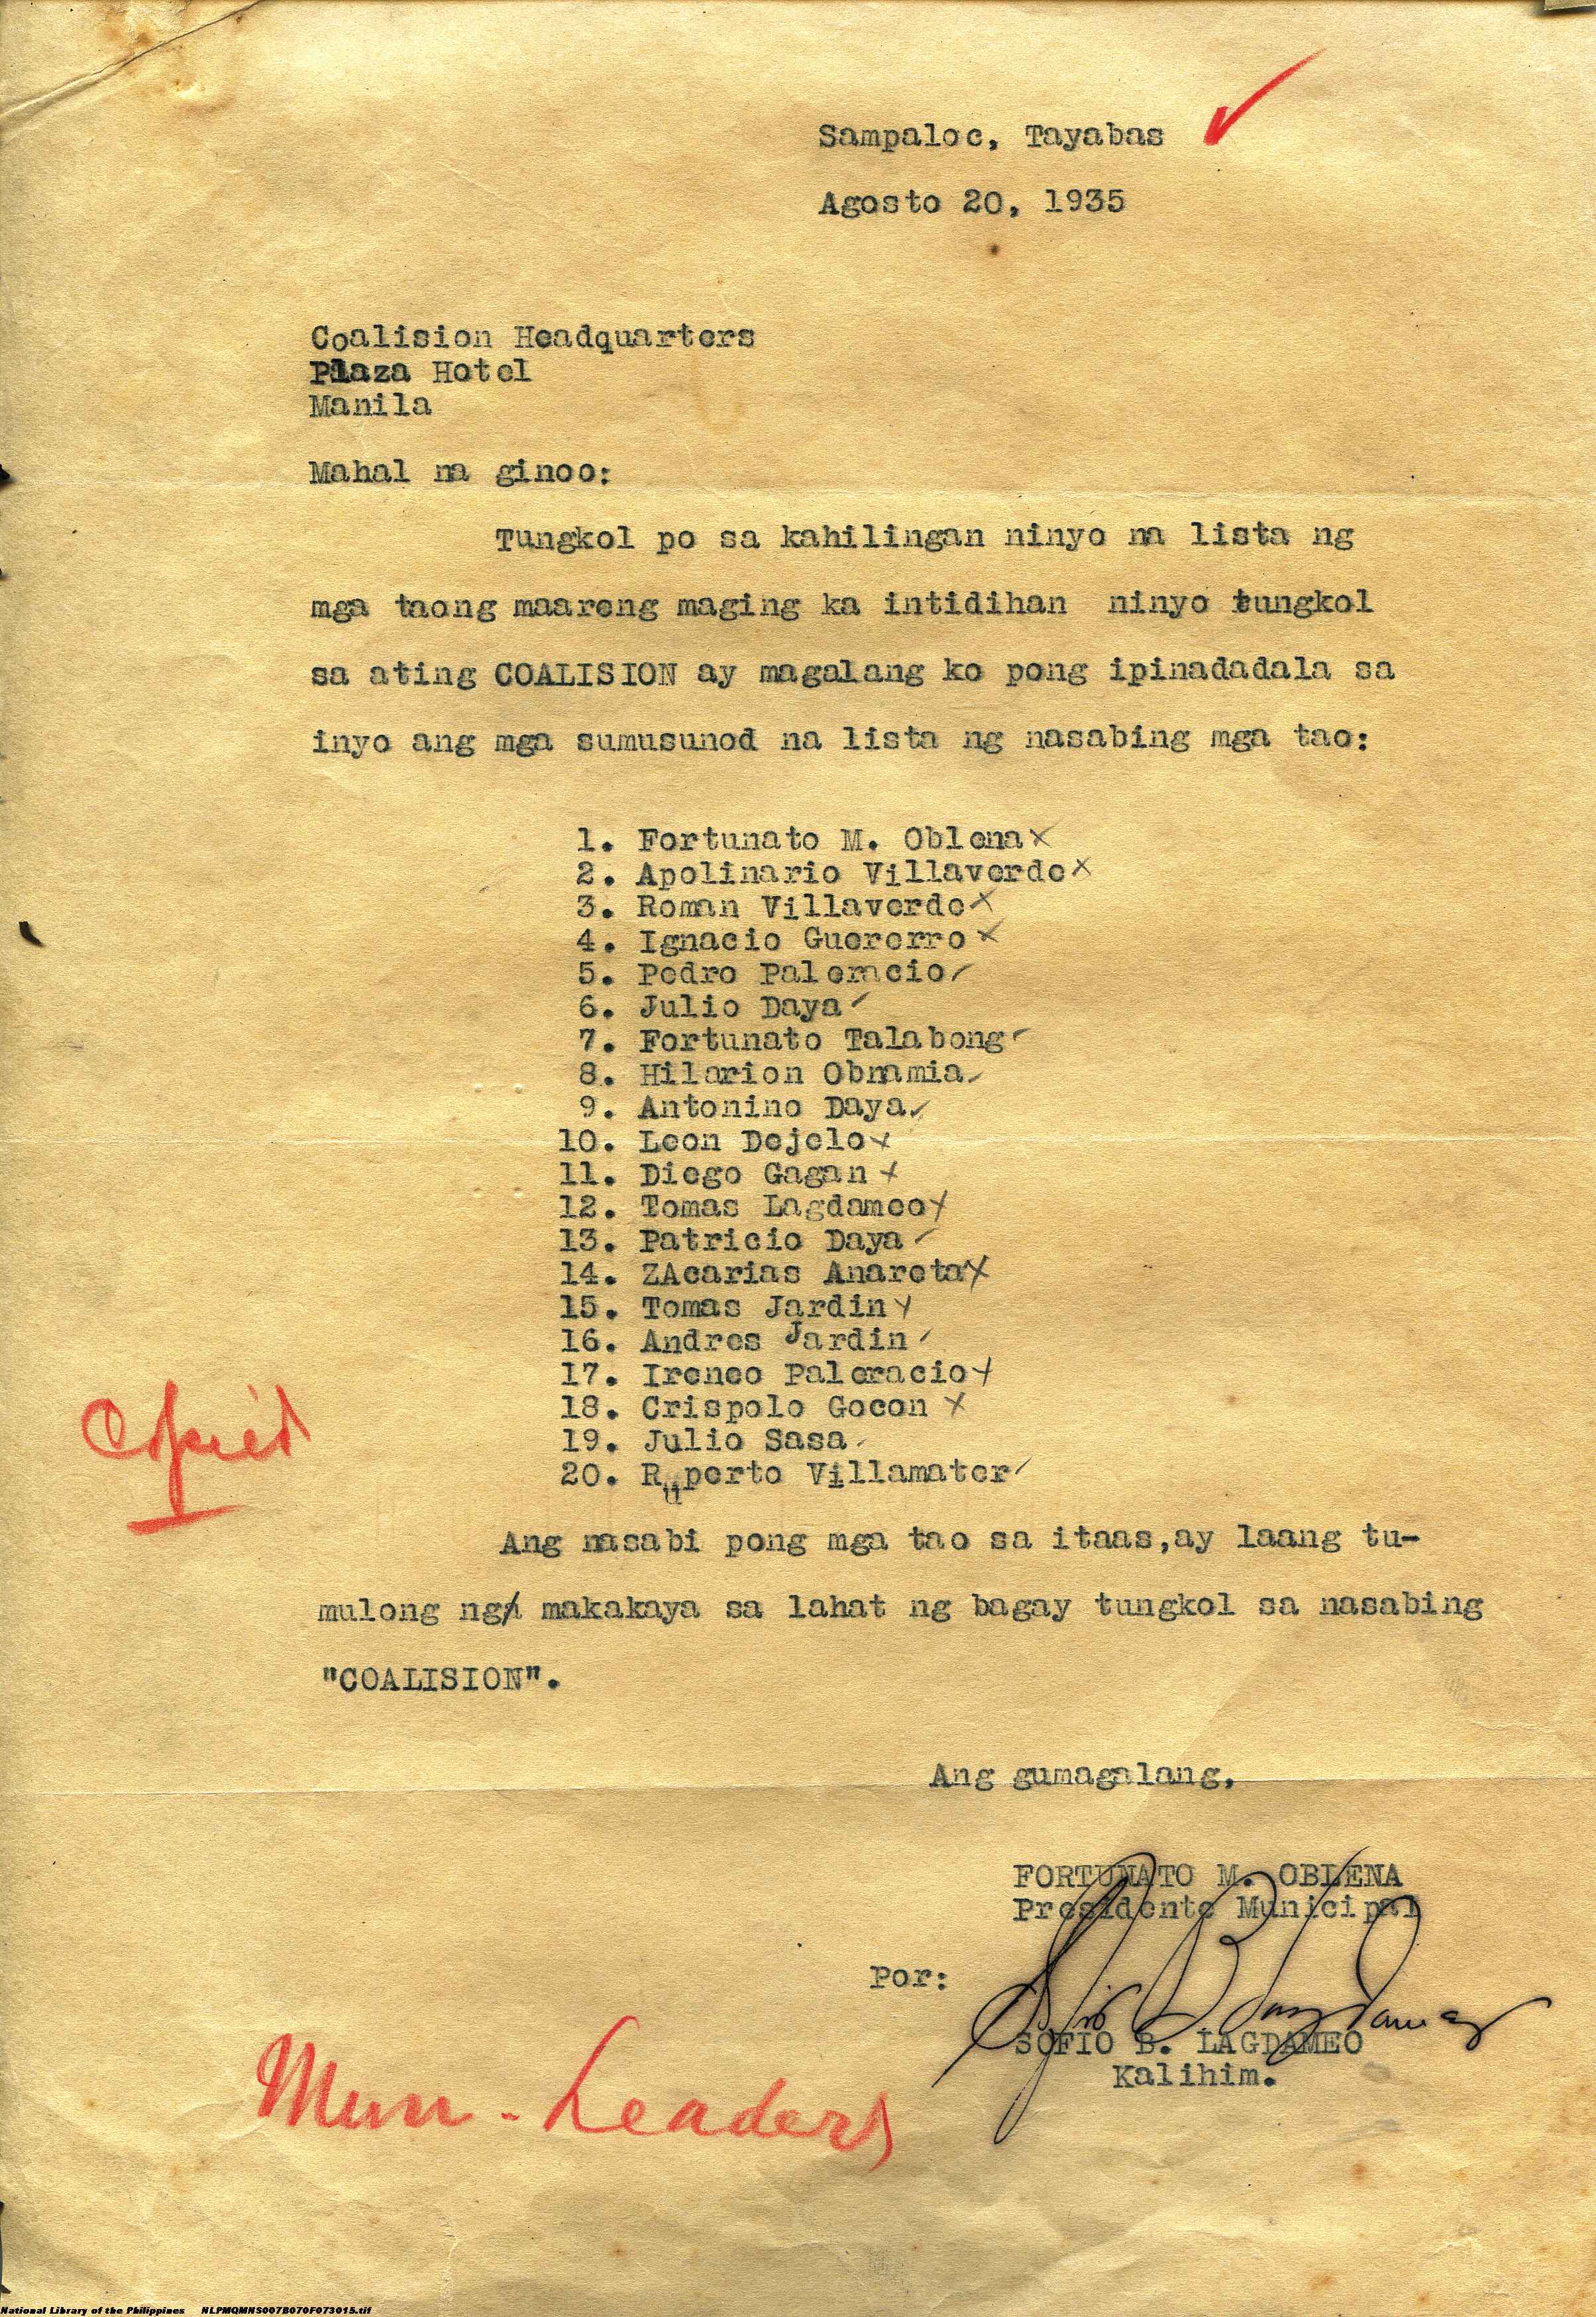 Sampaloc, Tayabas
Agosto 20, 1935
Coalision Headquarters
Plaza Hotel
Manila
Mahal na ginoo:
Tungkol po sa kahilingan ninyo na lista ng
mga taong maareng maging ka intidihan ninyo tungkol
sa ating COALISION ay magalang ko pong ipinadadala sa
inyo ang mga sumusunod na lista ng nasabing mga tao:
1. Fortunato M. Oblena
2. Apolinario Villaverde
3. Roman Villaverde
4. Ignacio Guererro
5. Pedro Paleracio
6. Julio Daya
7. Fortunato Talabong
8. Hilarion Obnamia
9. Antonino Daya
10. Leon Dejelo
11. Diego Gagan
12. Tomas Lagdameo
13. Patricio Daya
14. ZAcarias Anareta
15. Tomas Jardin
16. Andres Jardin
17. Ireneo Paleracio
18. Crispolo Gocon
19. Julio Sasa
20. Ruperto Villamater
Copied
Ang nasabi pong mga tao sa itaas,ay laang tu-
mulong ng makakaya sa lahat ng bagay tungkol sa nasabing
"COALISION".
Ang gumagalang,
FORTUNATO M. OBLENA
Presidente Municipal
Por:
Sofio B. Lagdameo
SOFIO B. LAGDAMEO
Kalihim.
Mun - Leaders
National Library of the Philippines NLPMQMNS007B070F073015.tif